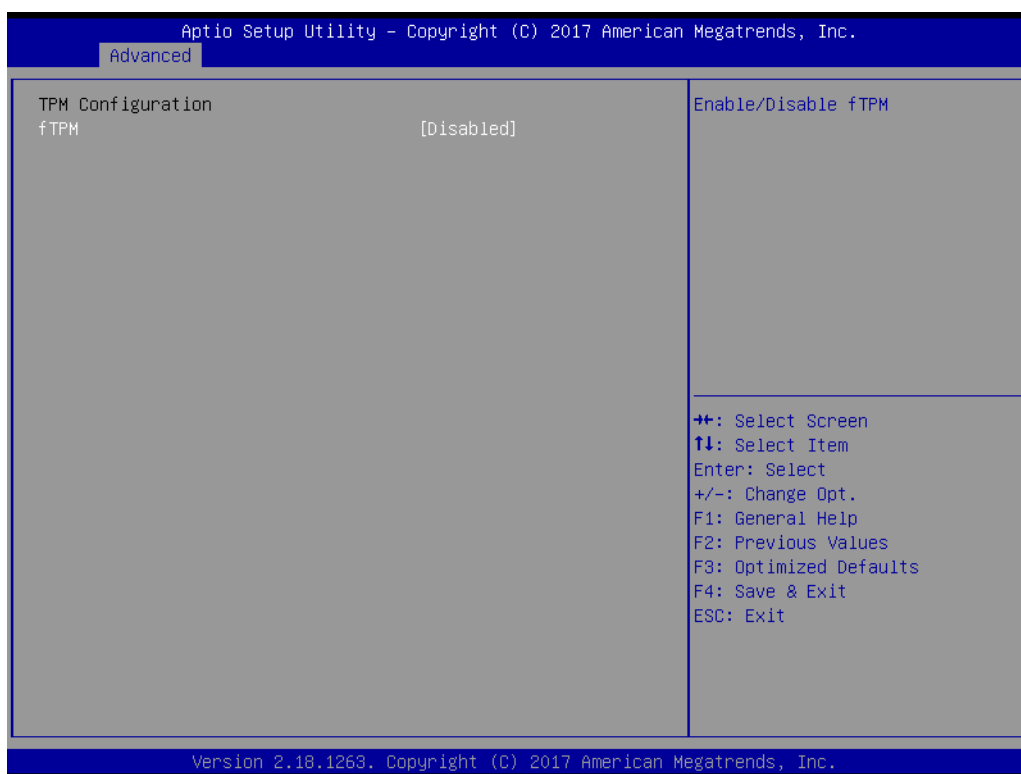 Aptio Setup Utility – Copyright (C) 2017 American Megatrends, Inc.
Advanced
TPM Configuration
fTPM [Disabled]
Enable/Disable fTPM
→←: Select Screen
↑↓: Select Item
Enter: Select
+/-: Change Opt.
F1: General Help
F2: Previous Values
F3: Optimized Defaults
F4: Save & Exit
ESC: Exit
Version 2.18.1263. Copyright (C) 2017 American Megatrends, Inc.